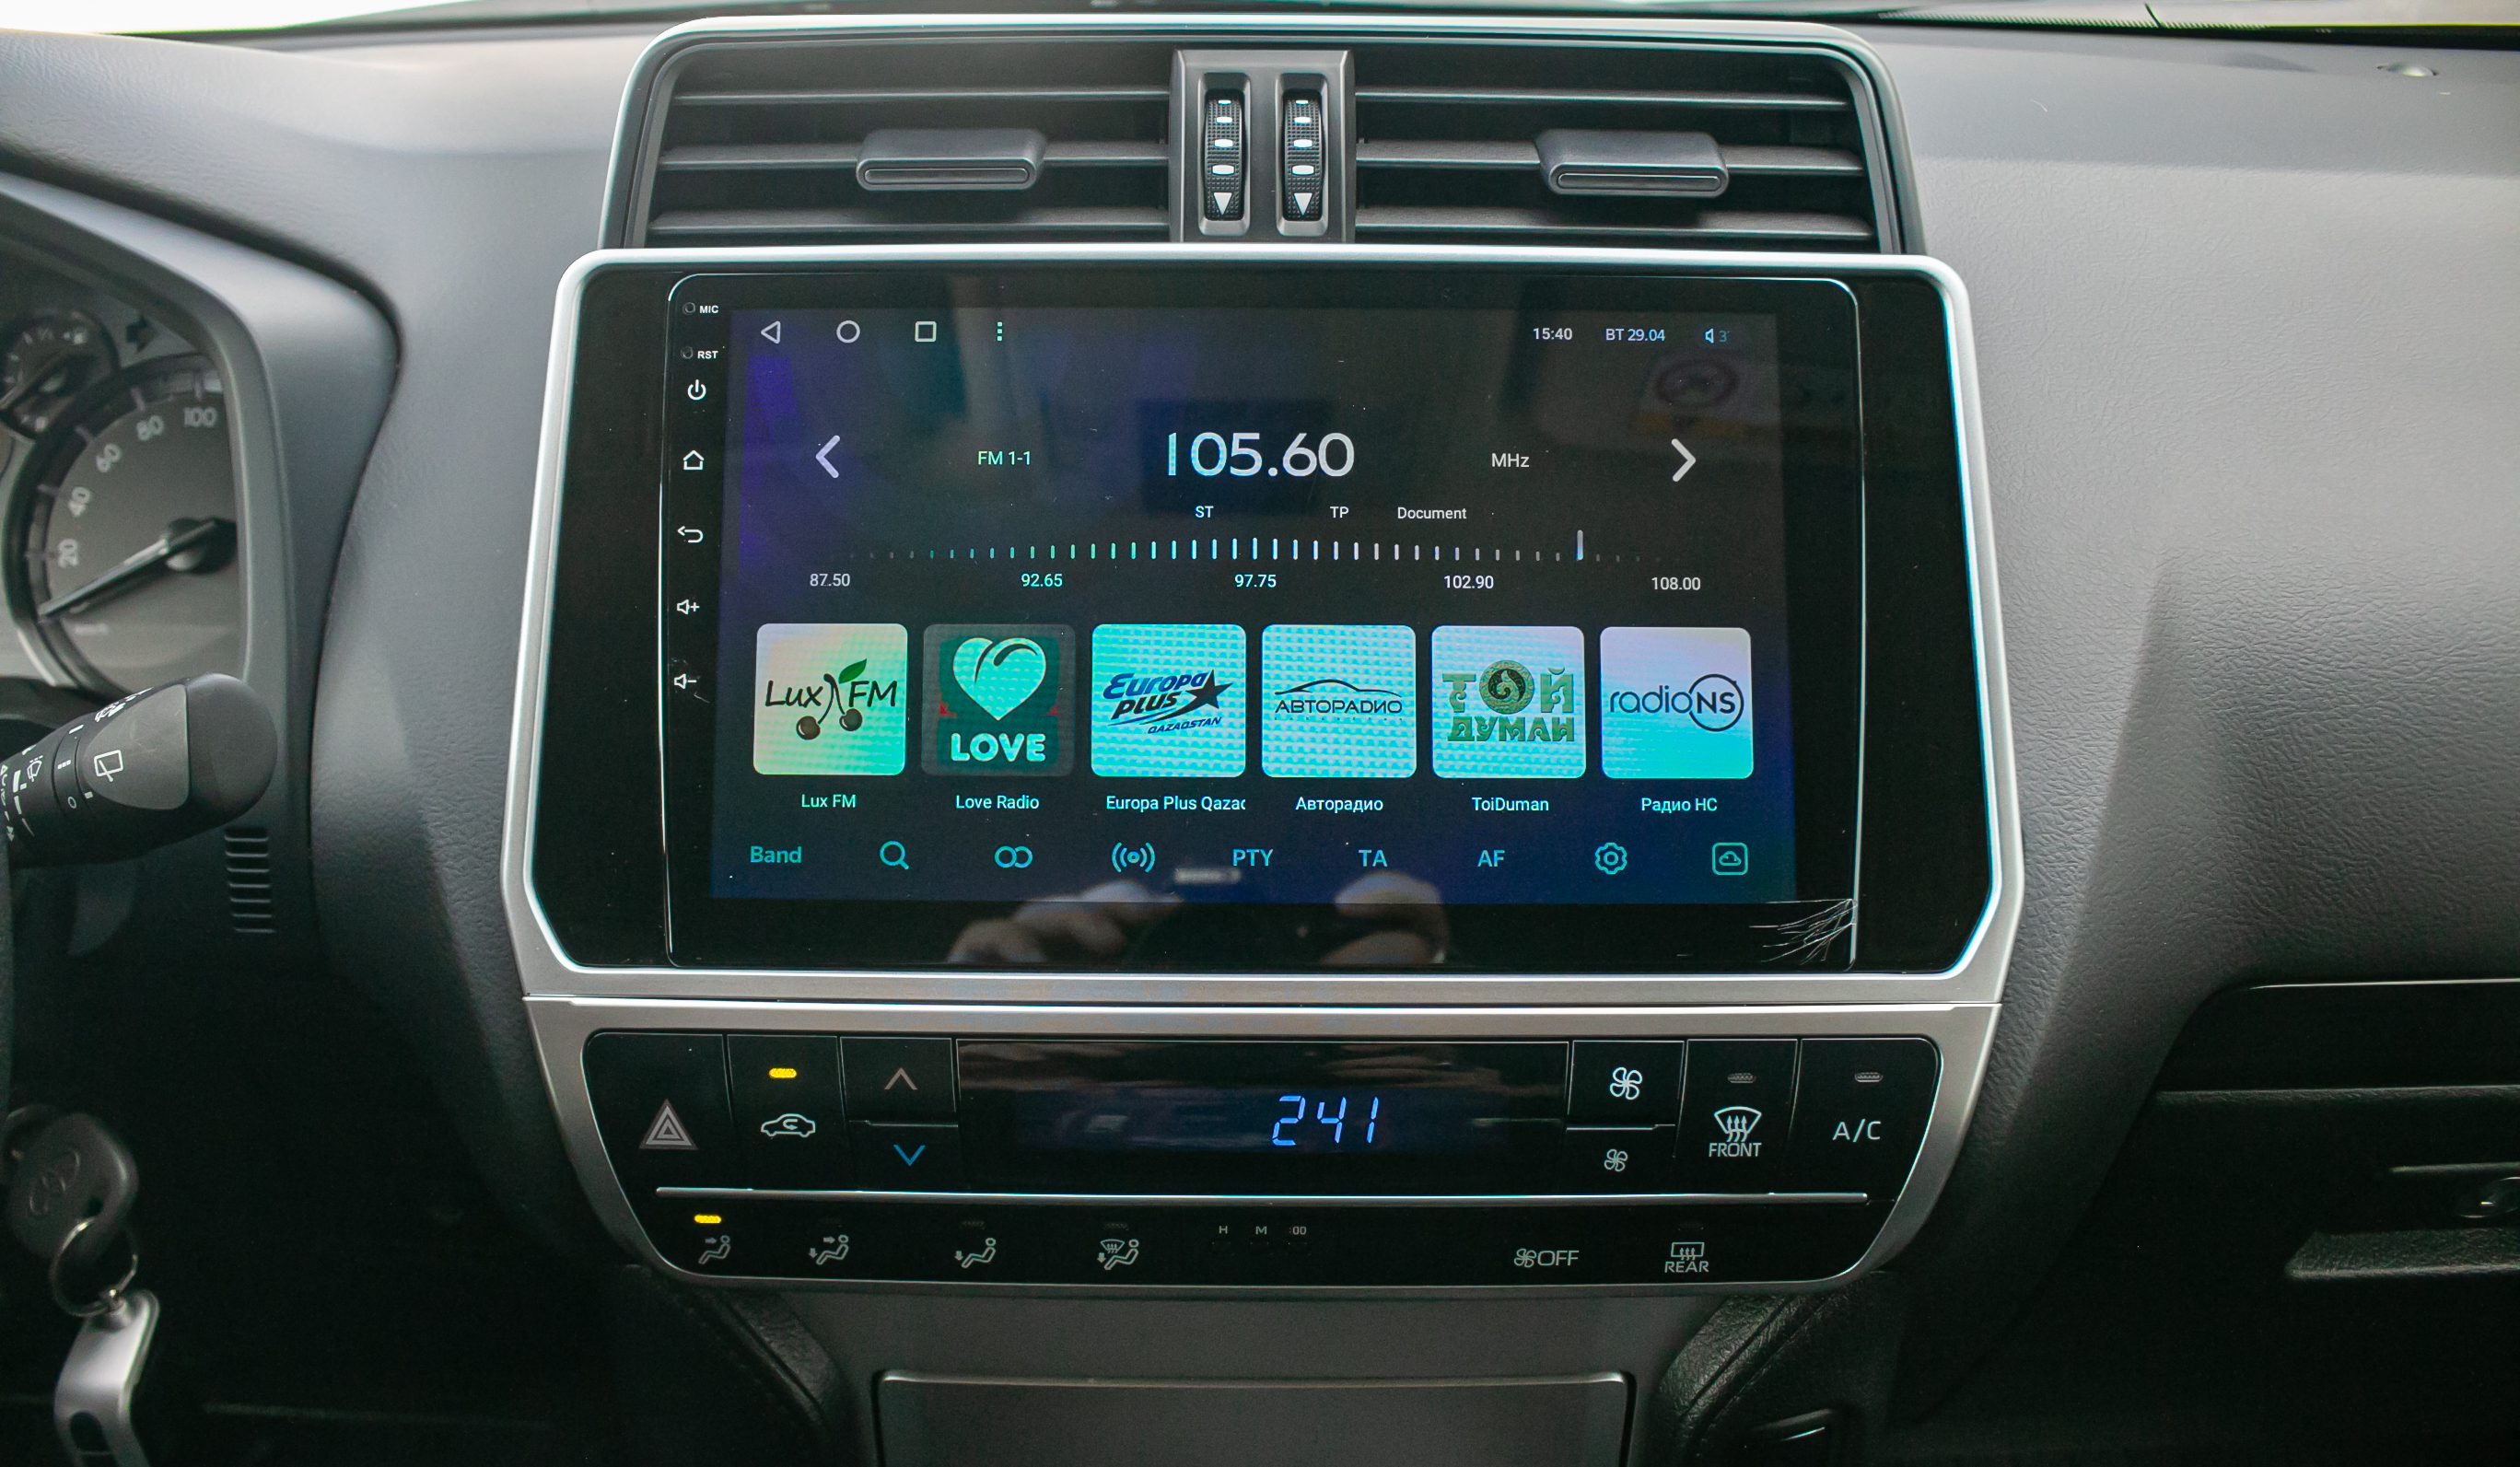 MIC
RST
15:40 ВТ 29.04 3
FM 1-1 105.60 MHz
ST TP Document
87.50 92.65 97.75 102.90 108.00
Lux FM
LOVE
Europa
PLUS
QAZAQSTAN
АВТОРАДИО
ТОЙ
ДУМАН
radioNS
Lux FM
Love Radio
Europa Plus Qazac
Авторадио
ToiDuman
Радио НС
Band PTY TA AF
100
80
60
40
20
241
FRONT
A/C
H M :00
OFF
REAR